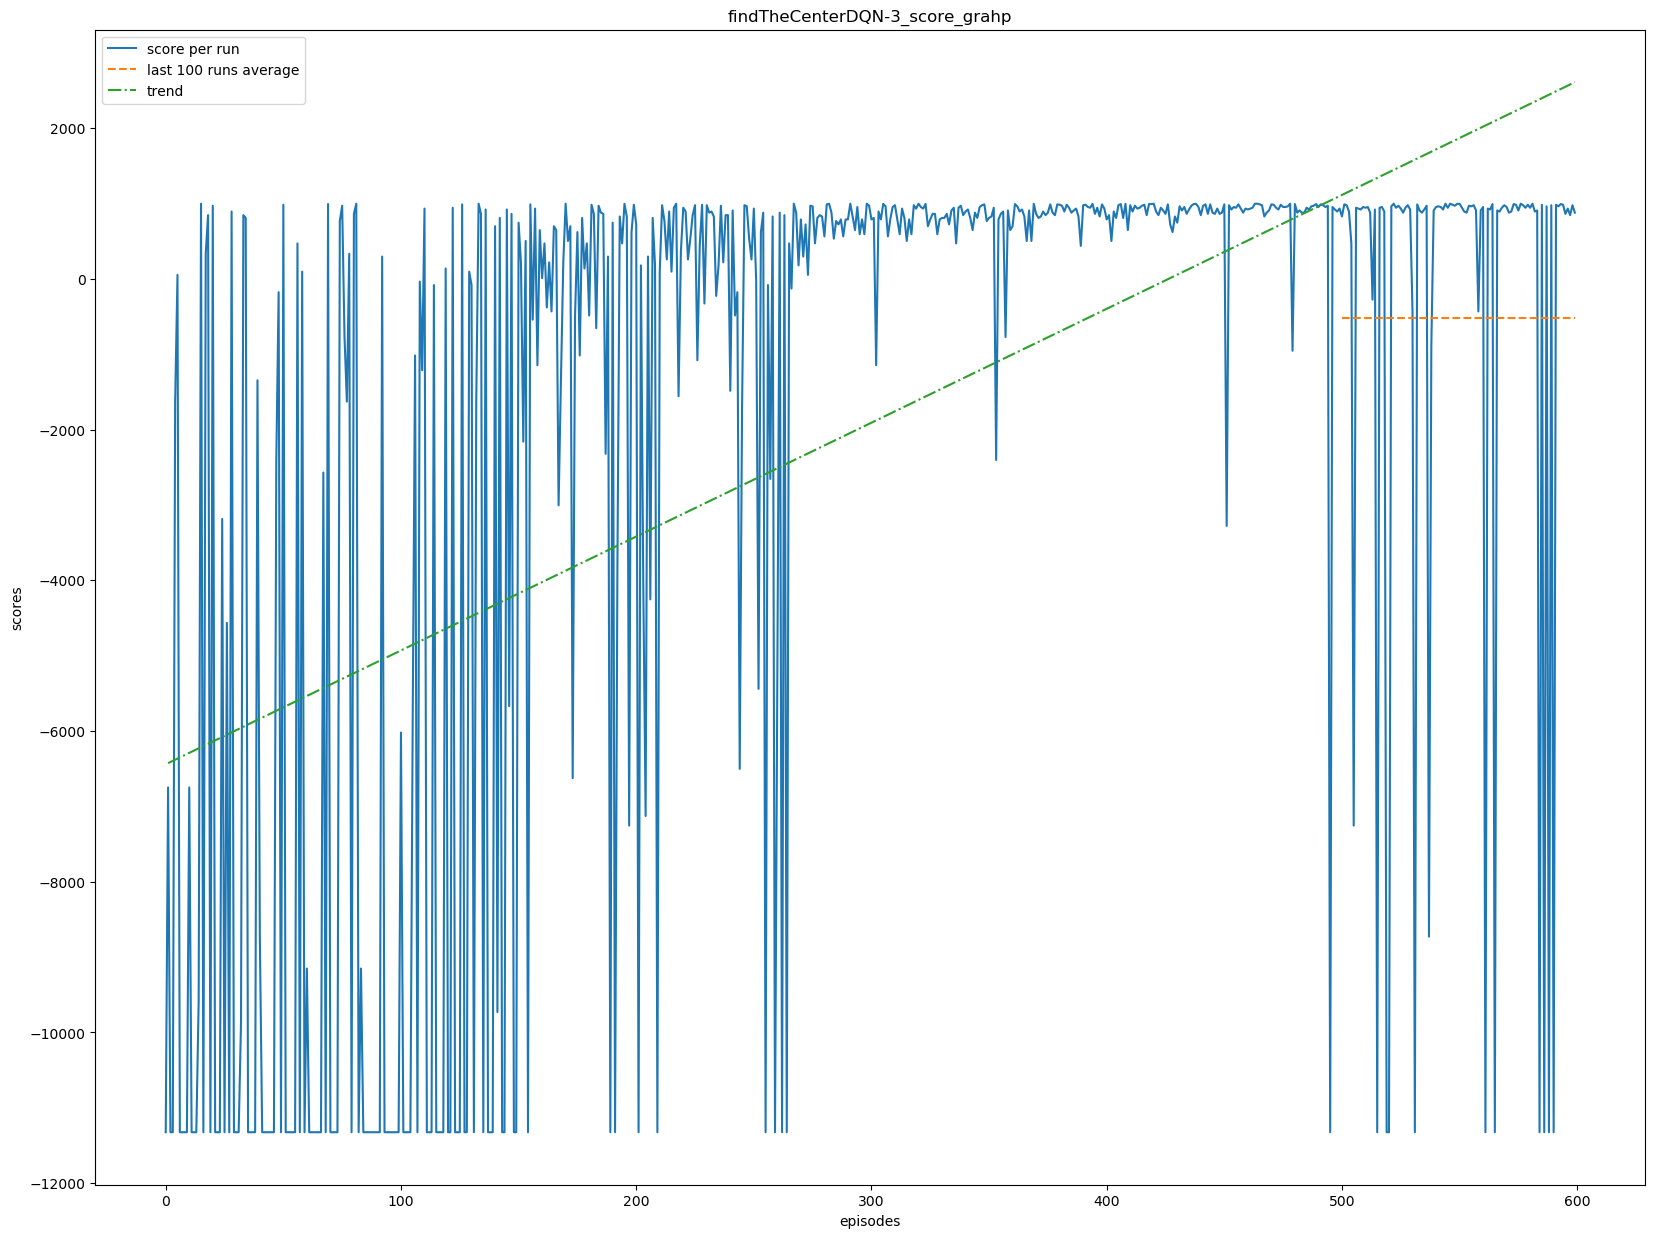 findTheCenterDQN-3_score_grahp
score per run
last 100 runs average
trend
2000
0
−2000
−4000
−6000
−8000
−10000
−12000
scores
0 100 200 300 400 500 600
episodes